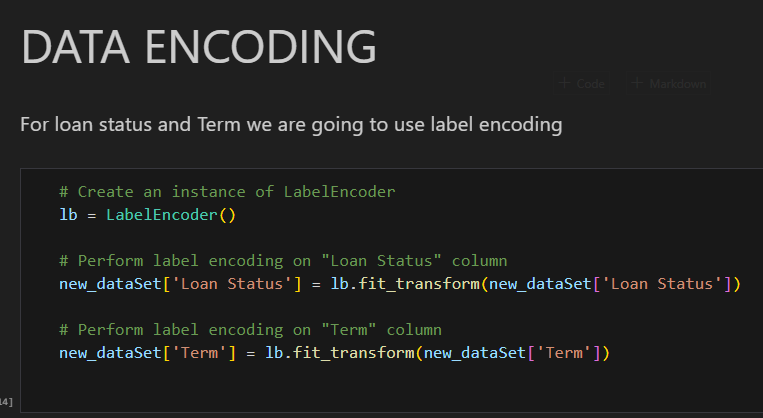 DATA ENCODING
+ Code + Markdown
For loan status and Term we are going to use label encoding
# Create an instance of LabelEncoder
lb = LabelEncoder()
# Perform label encoding on "Loan Status" column
new_dataSet['Loan Status'] = lb.fit_transform(new_dataSet['Loan Status'])
# Perform label encoding on "Term" column
new_dataSet['Term'] = lb.fit_transform(new_dataSet['Term'])
14]